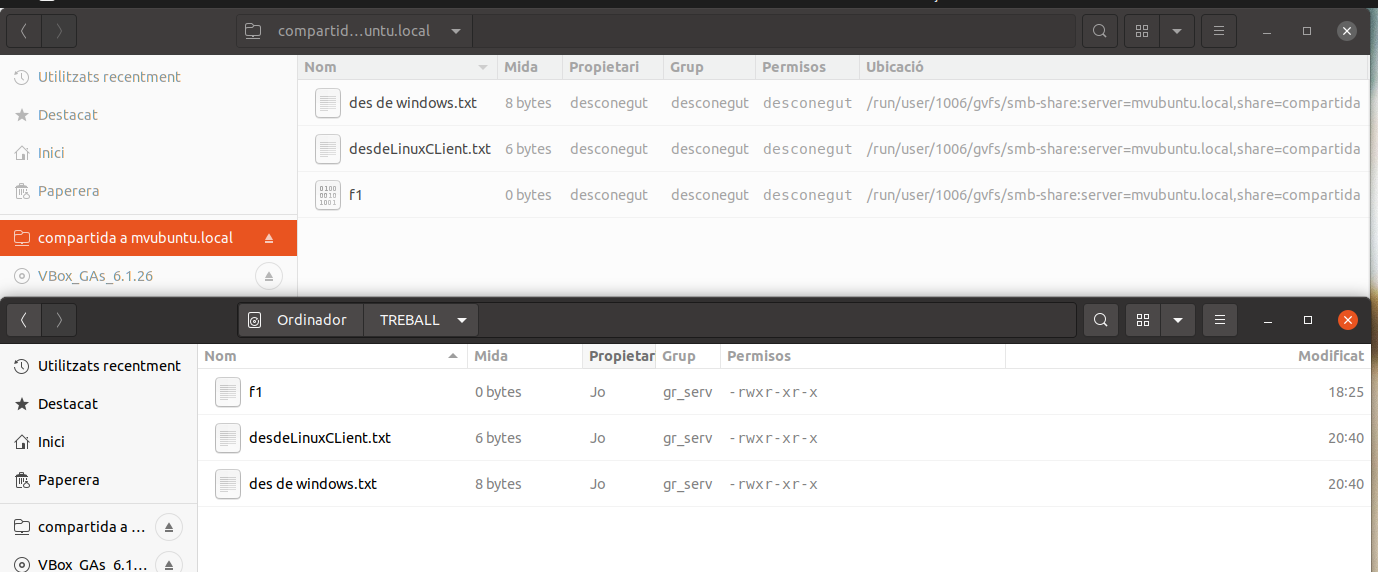 compartid...untu.local
Utilitzats recentment
Destacat
Inici
Paperera
compartida a mvubuntu.local
VBox_GAs_6.1.26
Nom Mida Propietari Grup Permisos Ubicació
des de windows.txt 8 bytes desconegut desconegut desconegut /run/user/1006/gvfs/smb-share:server=mvubuntu.local,share=compartida
desdeLinuxCLient.txt 6 bytes desconegut desconegut desconegut /run/user/1006/gvfs/smb-share:server=mvubuntu.local,share=compartida
0100
0010
1001
f1 0 bytes desconegut desconegut desconegut /run/user/1006/gvfs/smb-share:server=mvubuntu.local,share=compartida
Ordinador TREBALL
Utilitzats recentment
Destacat
Inici
Paperera
compartida a ...
VBox_GAs_6.1...
Nom Mida Propietar Grup Permisos Modificat
f1 0 bytes Jo gr_serv -rwxr-xr-x 18:25
desdeLinuxCLient.txt 6 bytes Jo gr_serv -rwxr-xr-x 20:40
des de windows.txt 8 bytes Jo gr_serv -rwxr-xr-x 20:40